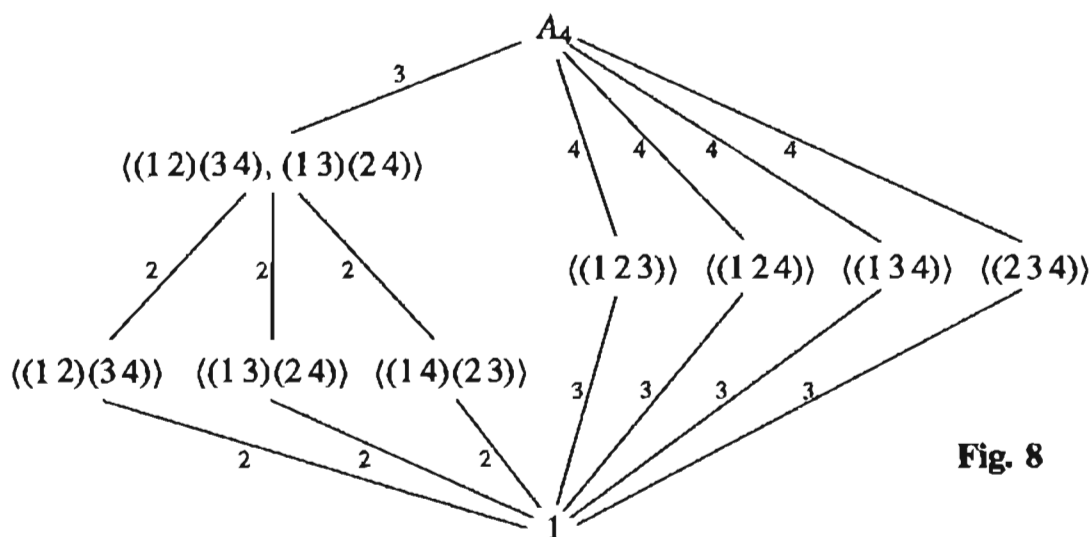 A₄
3
⟨(1 2)(3 4), (1 3)(2 4)⟩
4 4 4 4
2 2 2
⟨(1 2 3)⟩ ⟨(1 2 4)⟩ ⟨(1 3 4)⟩ ⟨(2 3 4)⟩
⟨(1 2)(3 4)⟩ ⟨(1 3)(2 4)⟩ ⟨(1 4)(2 3)⟩
3 3 3 3
2 2 2
Fig. 8
1